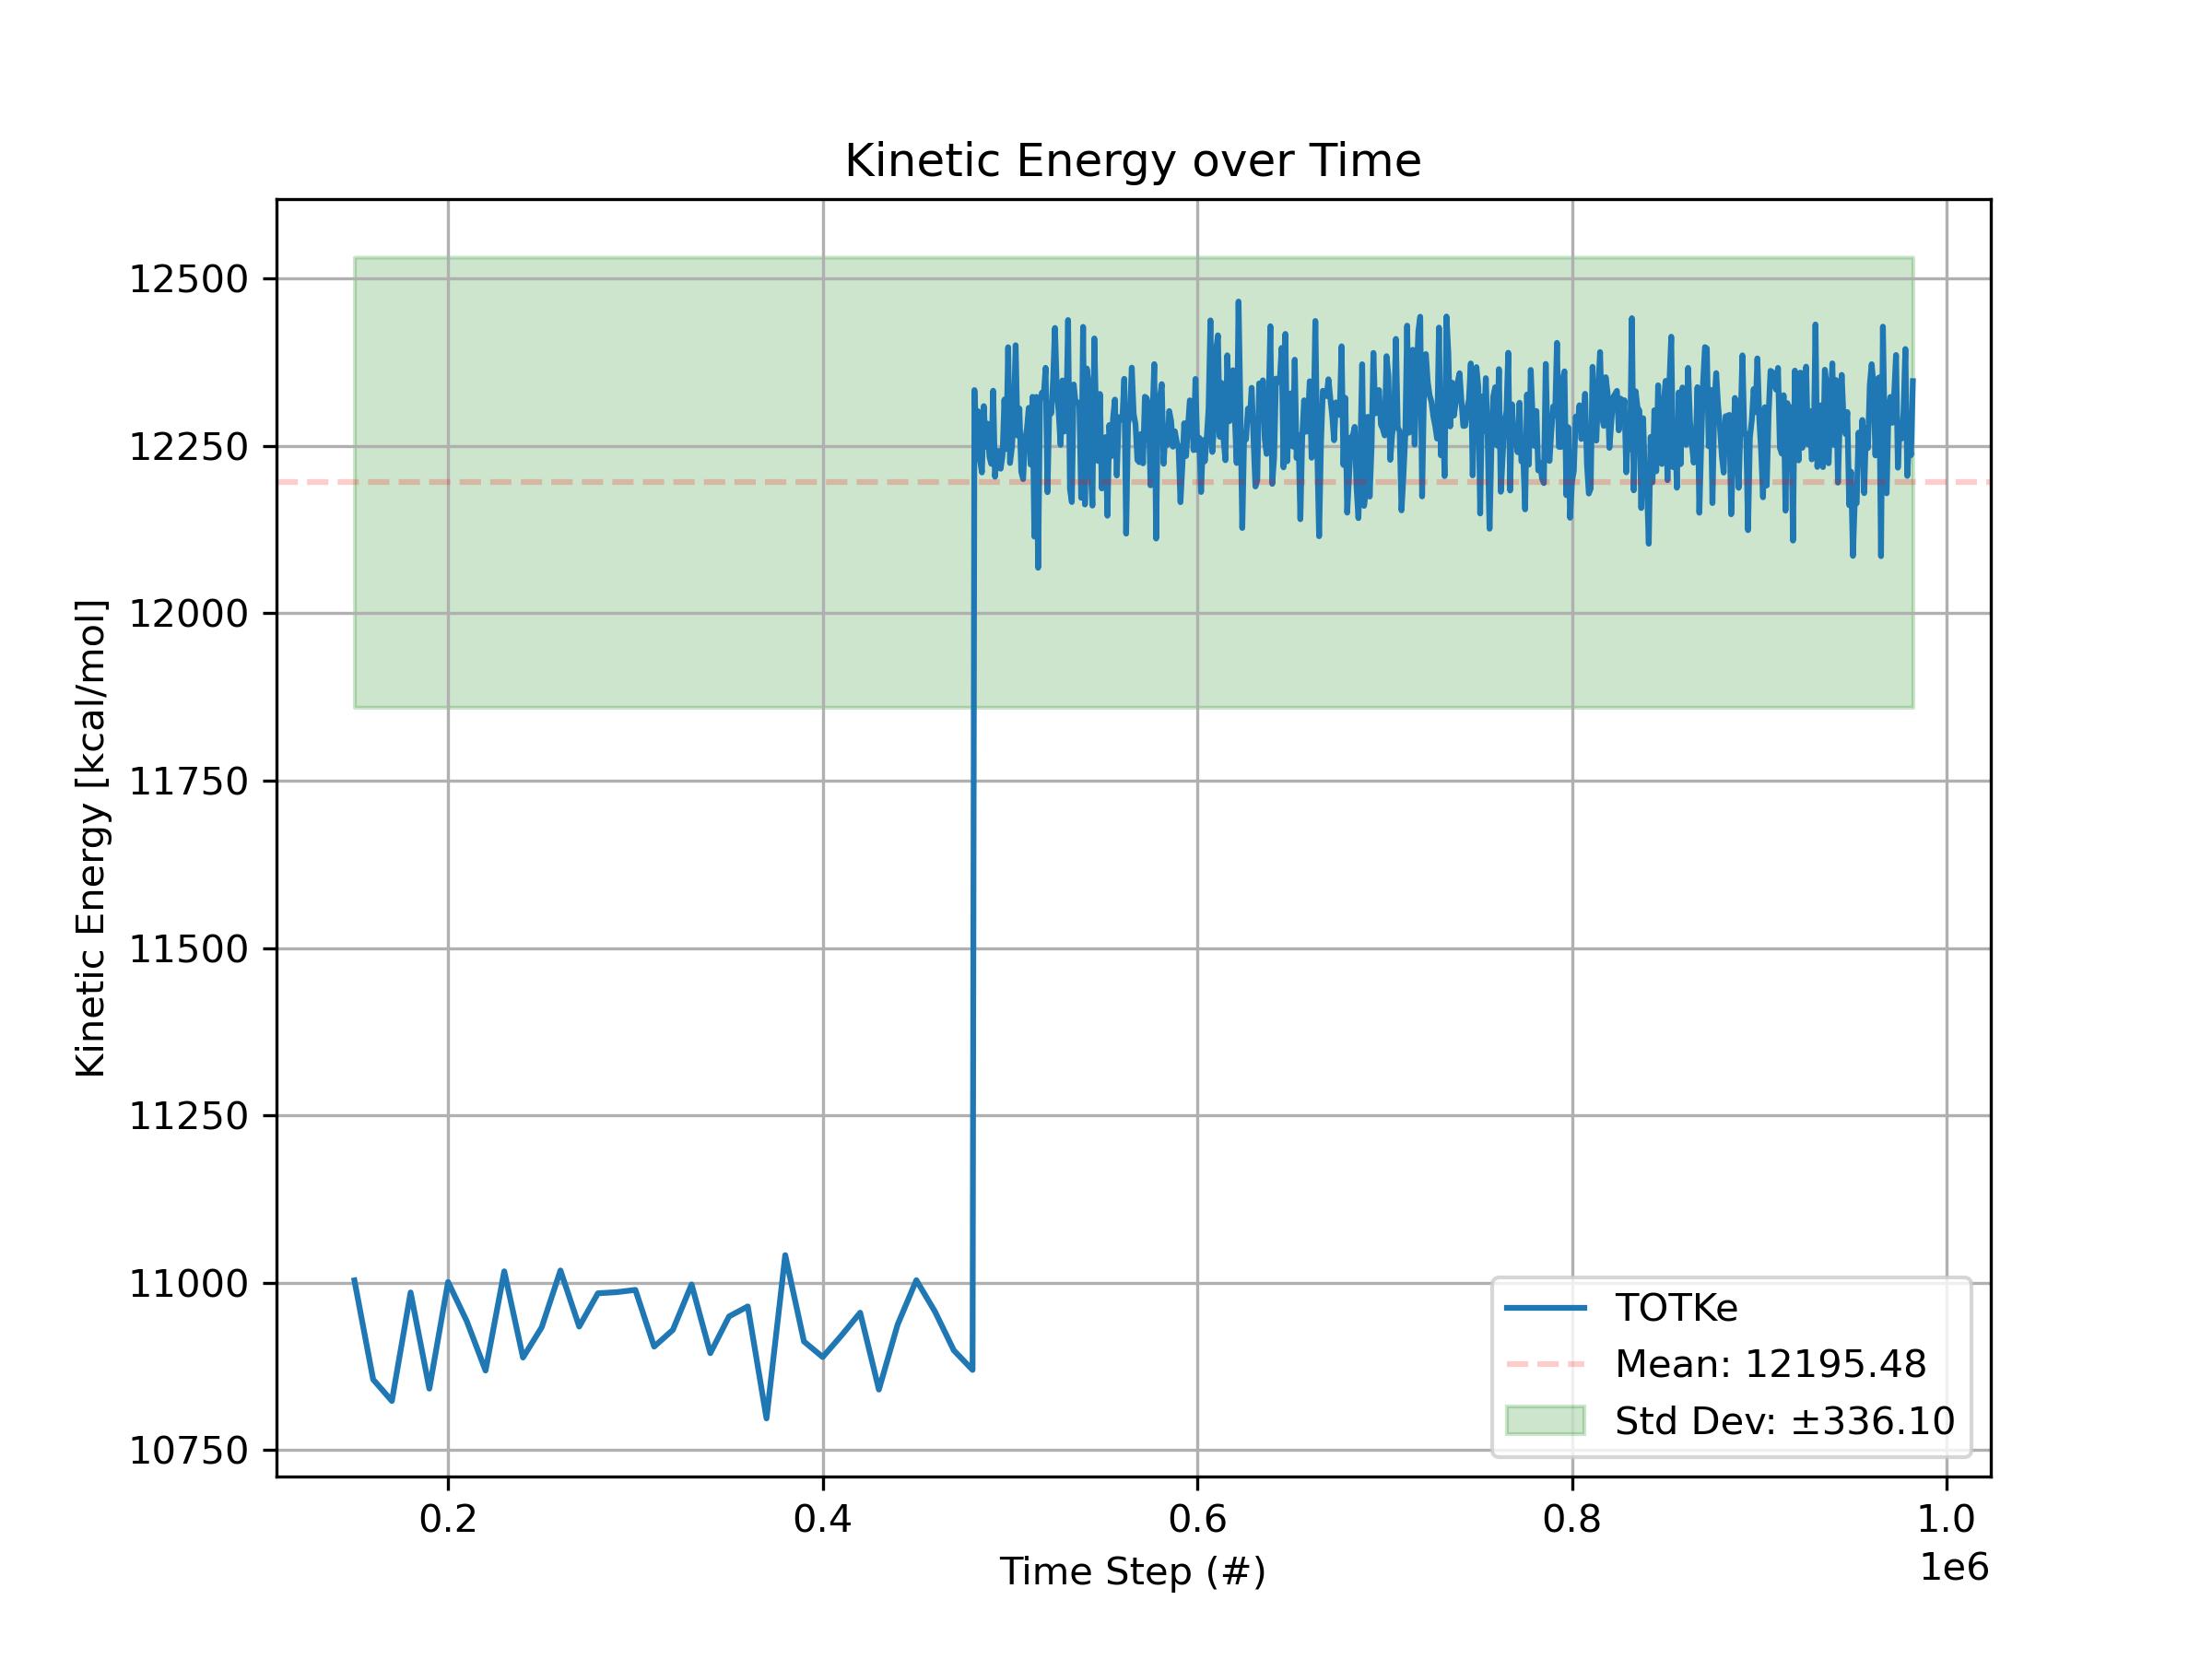 Kinetic Energy over Time
Kinetic Energy [kcal/mol]
12500
12250
12000
11750
11500
11250
11000
10750
0.2
0.4
0.6
0.8
1.0
1e6
Time Step (#)
TOTKe
Mean: 12195.48
Std Dev: ±336.10